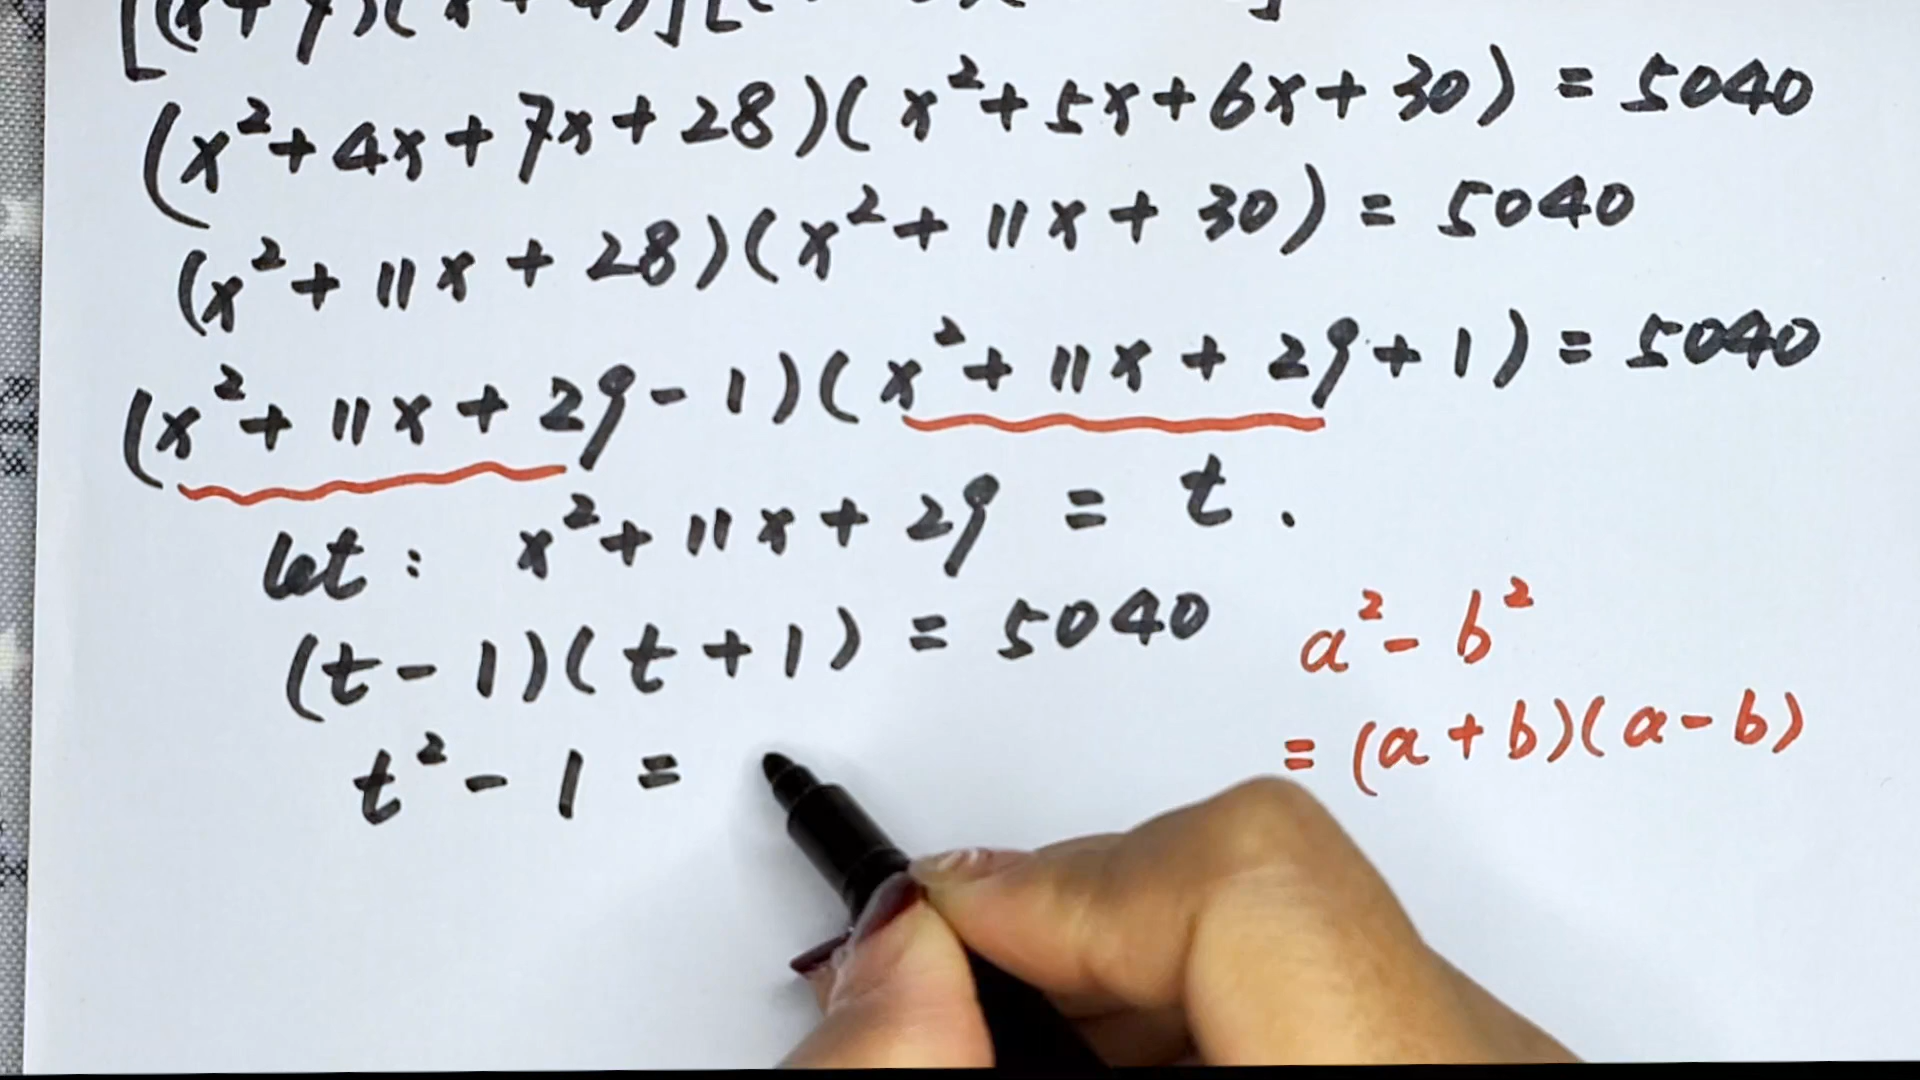 (x²+4x+7x+28)(x²+5x+6x+30)=5040
(x²+11x+28)(x²+11x+30)=5040
(x²+11x+29-1)(x²+11x+29+1)=5040
let: x²+11x+29 = t.
(t-1)(t+1)=5040
t²-1=
a²-b²
=(a+b)(a-b)